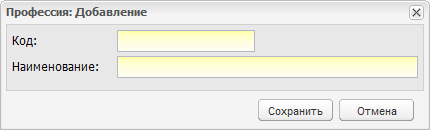 Профессия: Добавление
Код:
Наименование:
Сохранить Отмена